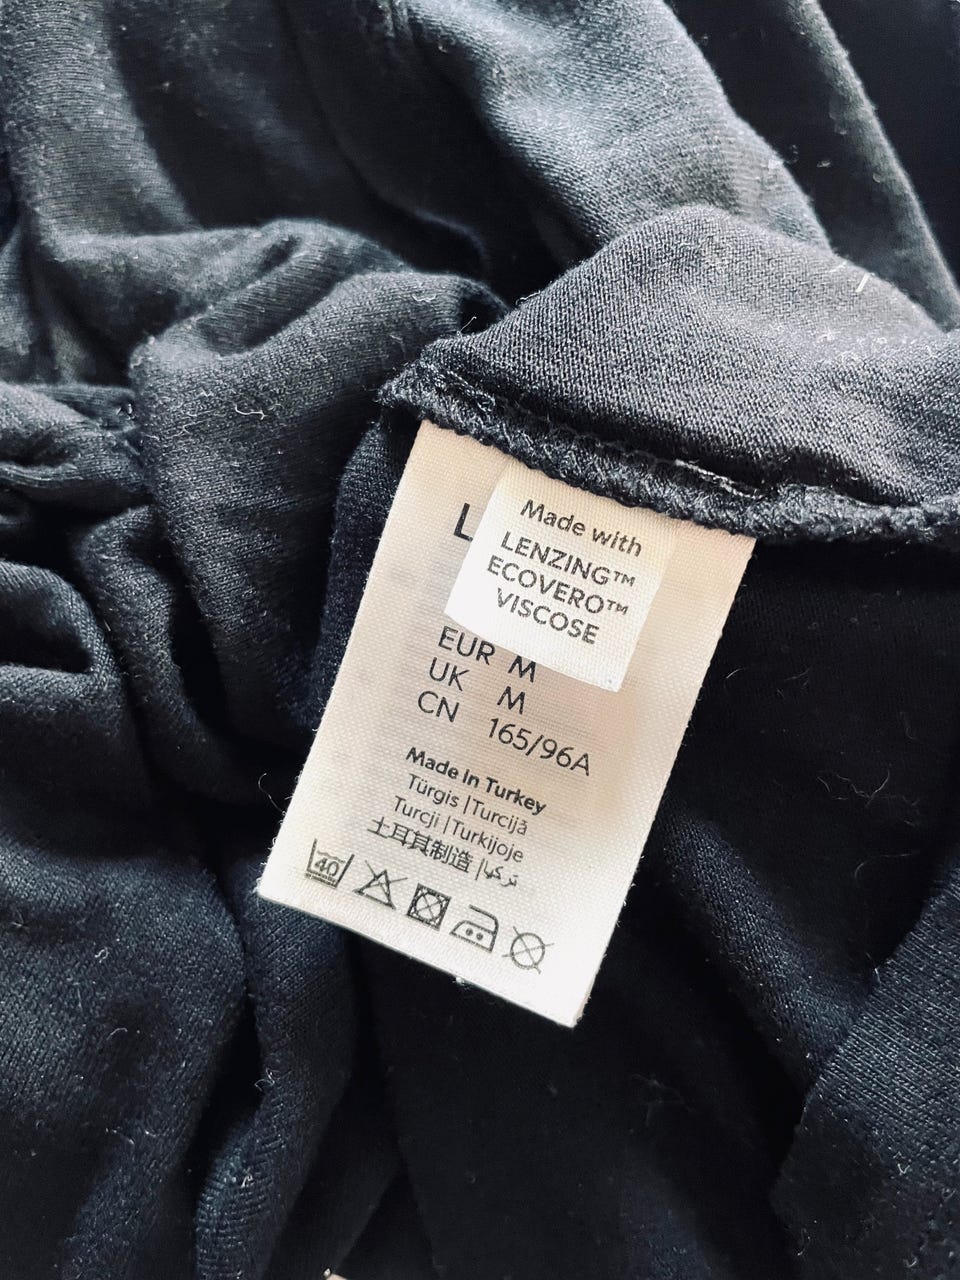 L
Made with
LENZING™
ECOVERO™
VISCOSE
EUR M
UK M
CN 165/96A
Made In Turkey
Türgis | Turcijā
Turcji | Turkijoje
土耳其制造 | تركيا
40